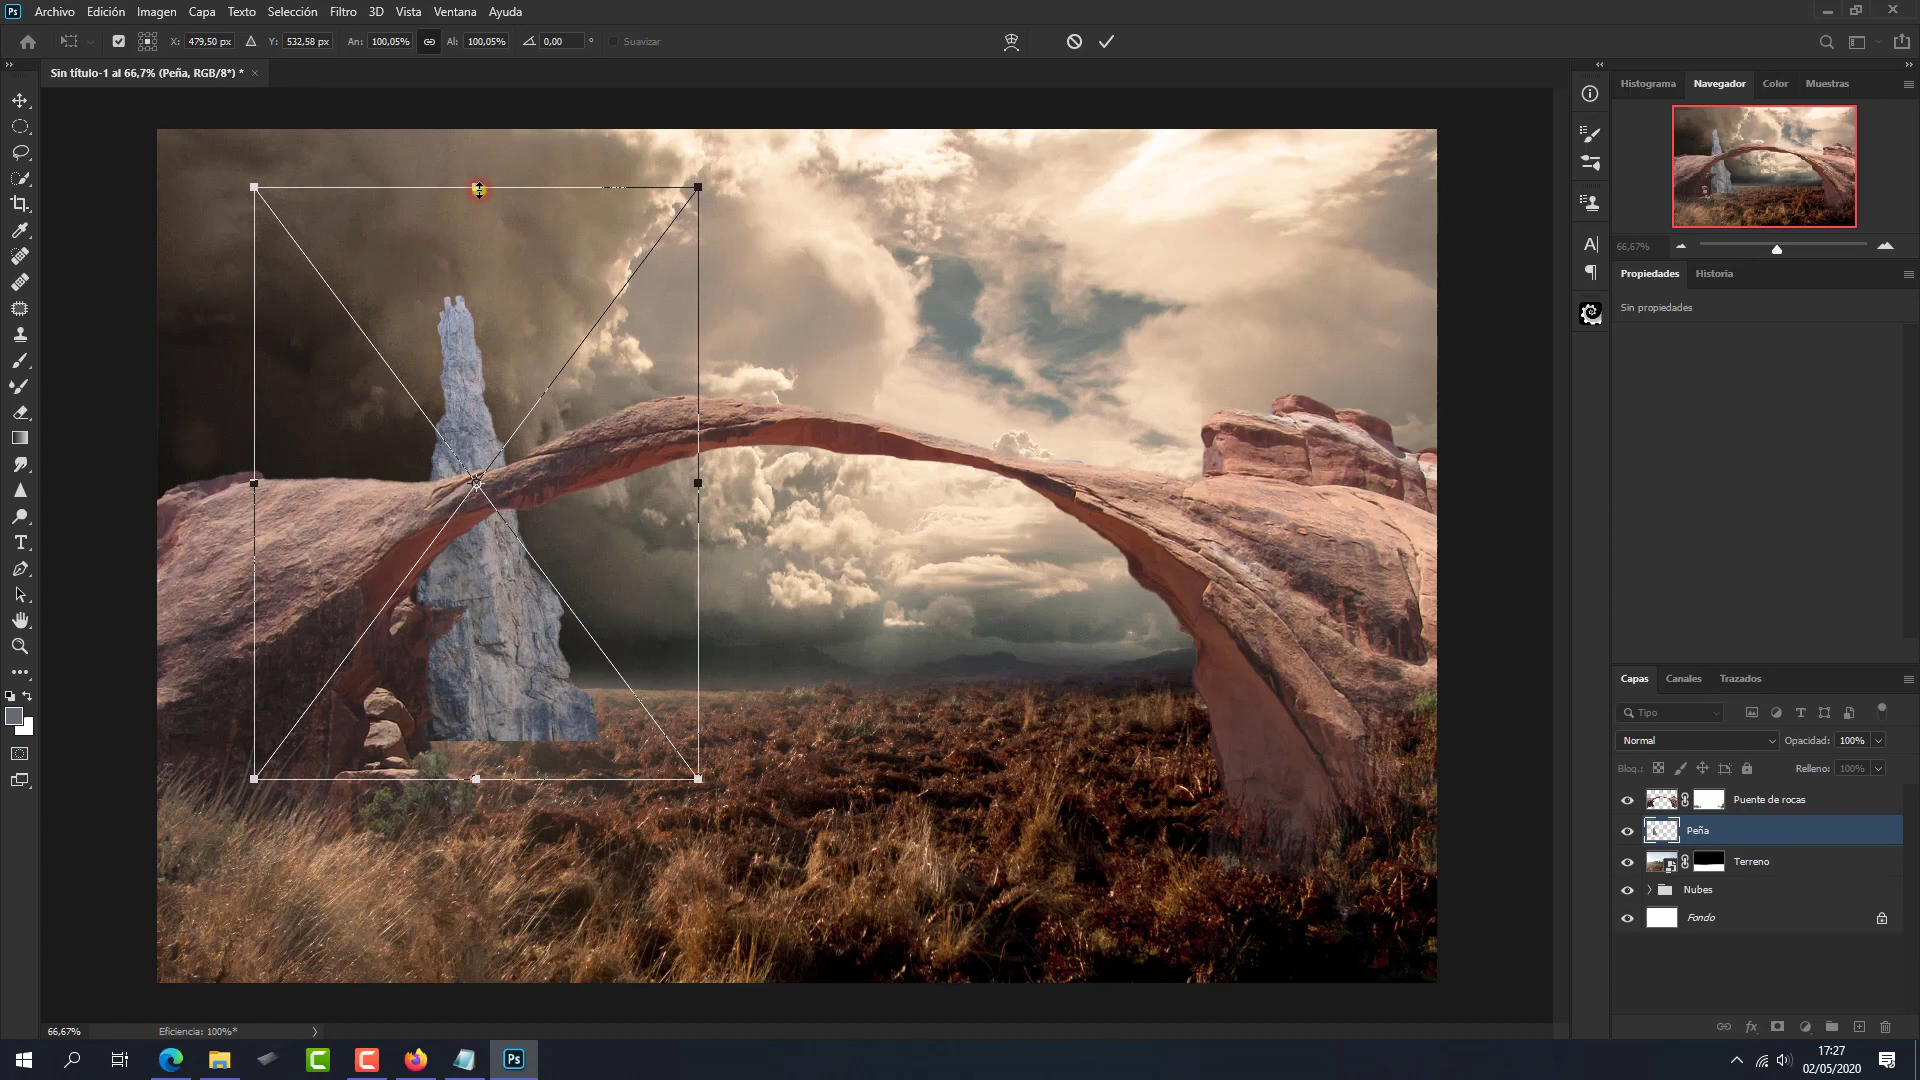 Ps Archivo Edición Imagen Capa Texto Selección Filtro 3D Vista Ventana Ayuda
X: 479,50 px Y: 532,58 px An: 100,05% Al: 100,05% 0,00 ° Suavizar
Sin título-1 al 66,7% (Peña, RGB/8*) * ×
Histograma Navegador Color Muestras
66,67%
Propiedades Historia
Sin propiedades
Capas Canales Trazados
Tipo
Normal Opacidad: 100%
Bloq.: Relleno: 100%
Puente de rocas
Peña
Terreno
Nubes
Fondo
fx
66,67% Eficiencia: 100%*
Ps
17:27
02/05/2020